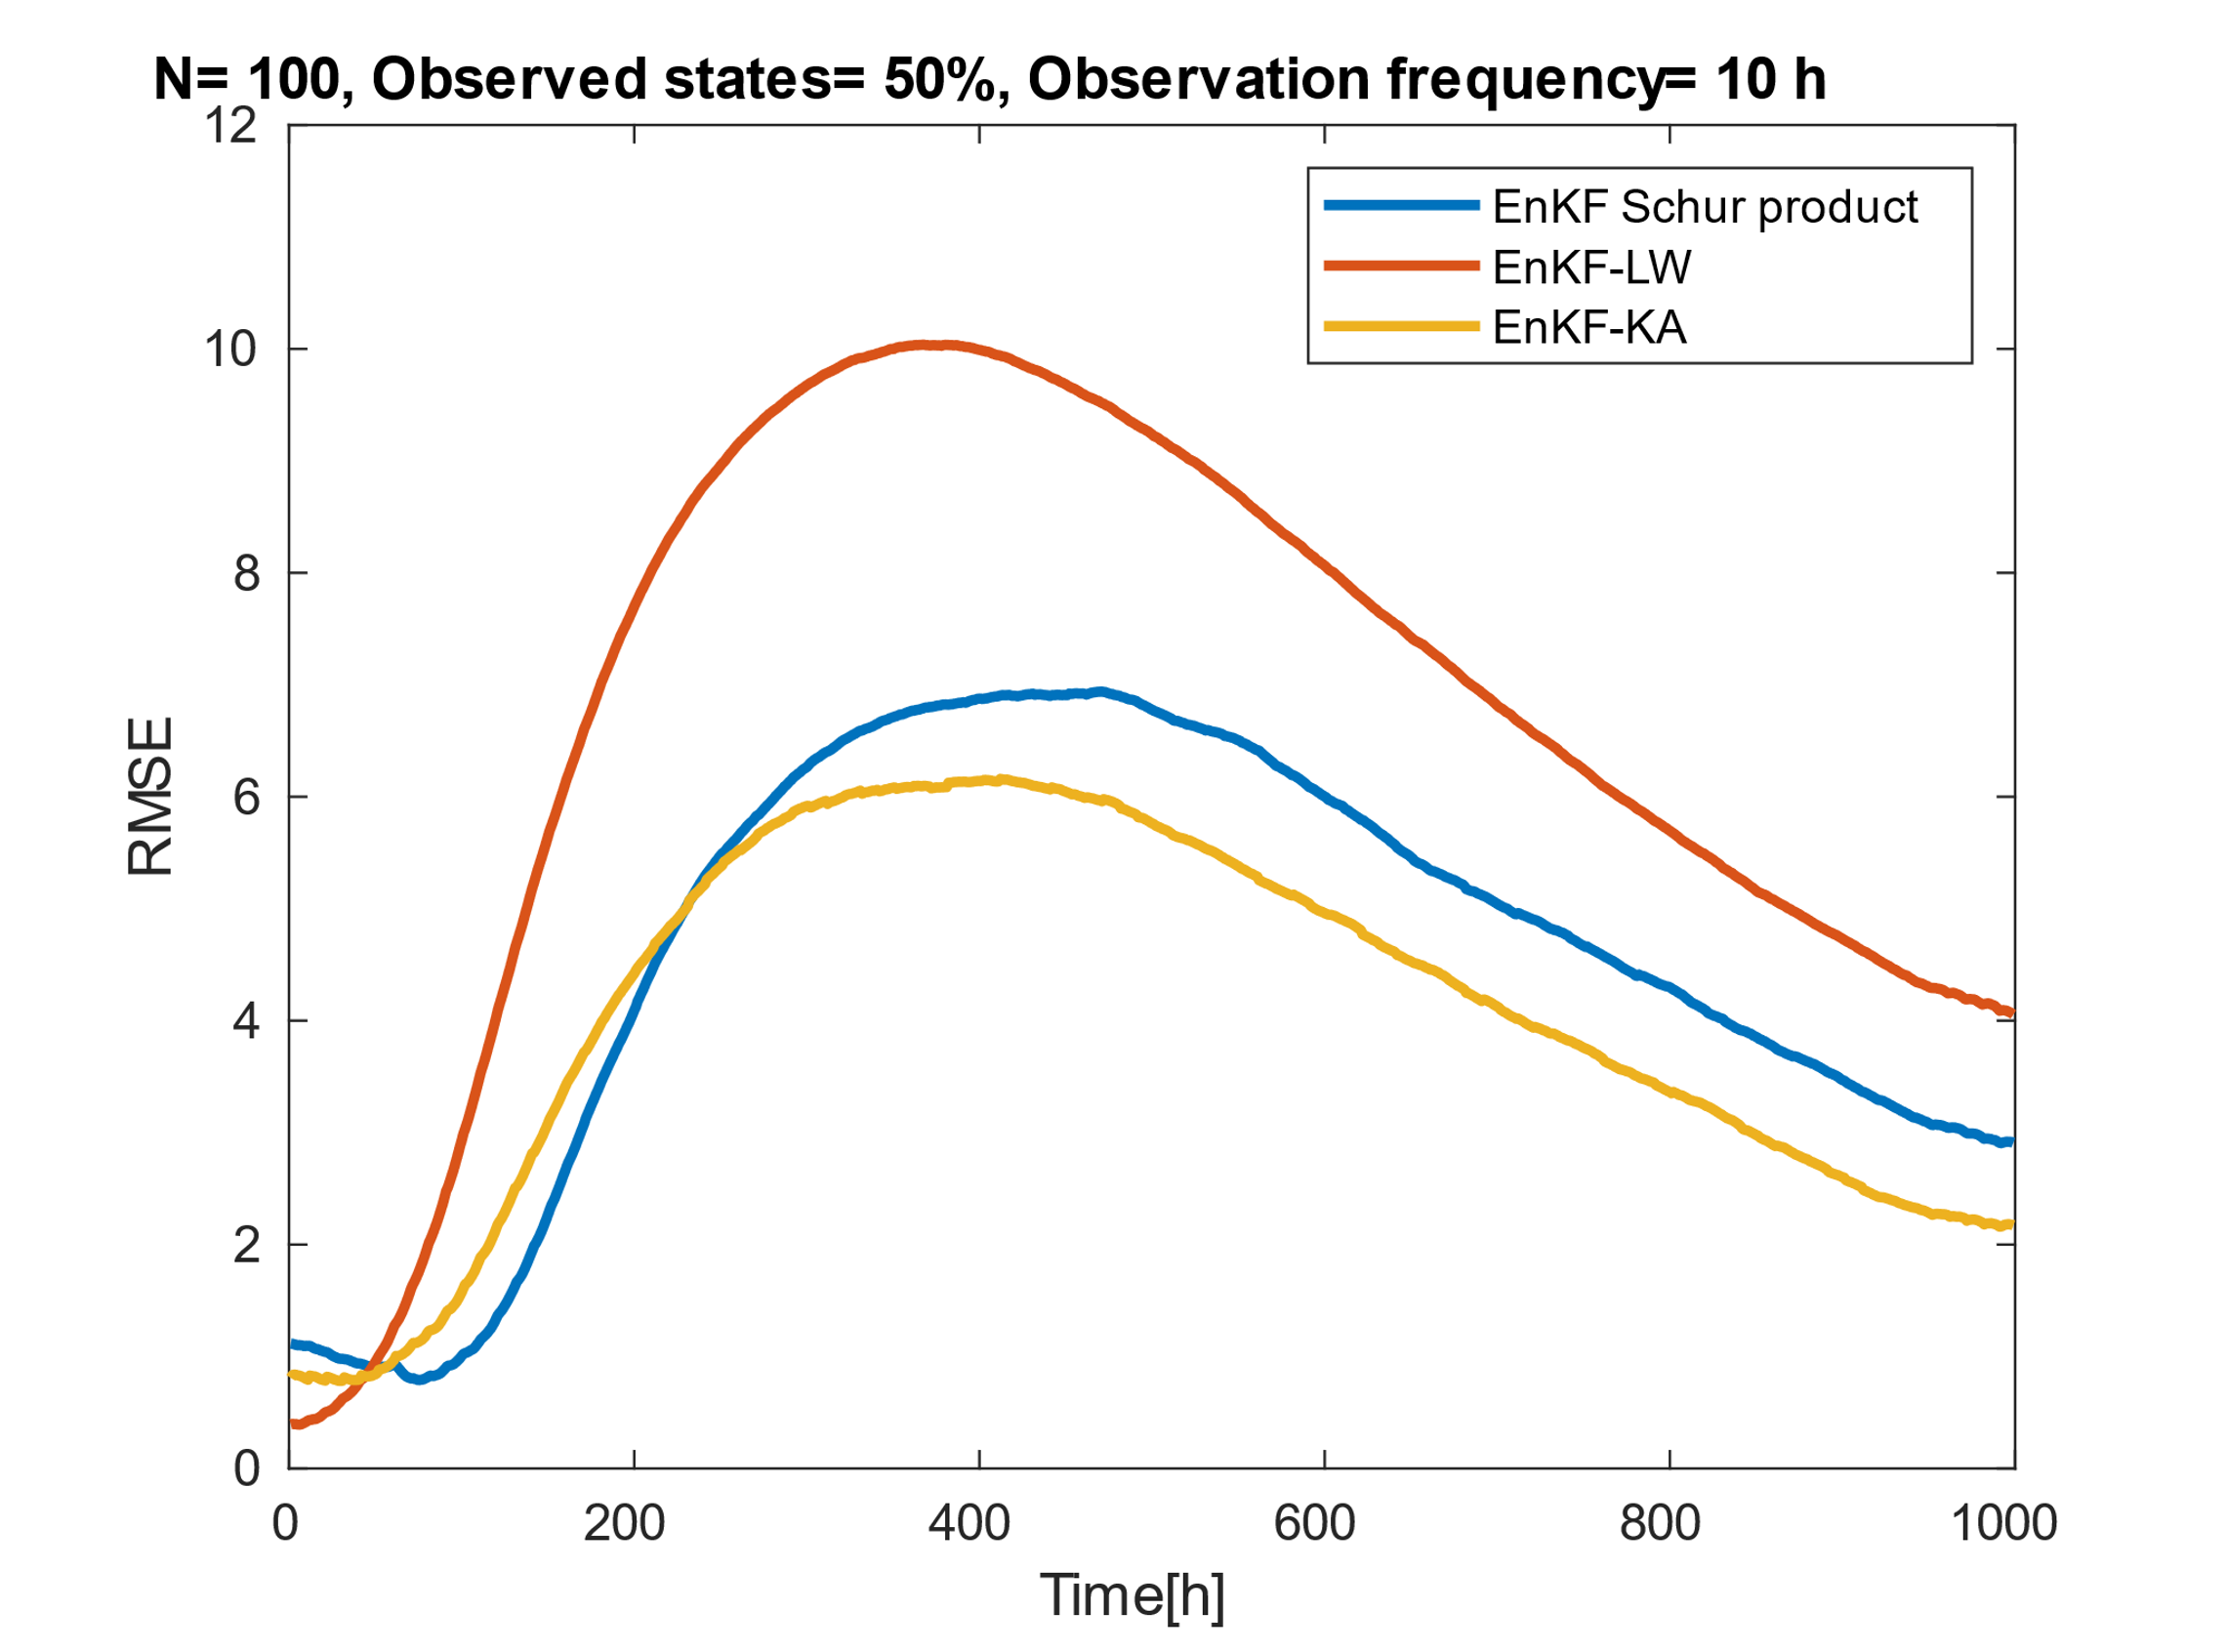 N= 100, Observed states= 50%, Observation frequency= 10 h
12
10
8
6
4
2
0
RMSE
EnKF Schur product
EnKF-LW
EnKF-KA
0 200 400 600 800 1000
Time[h]